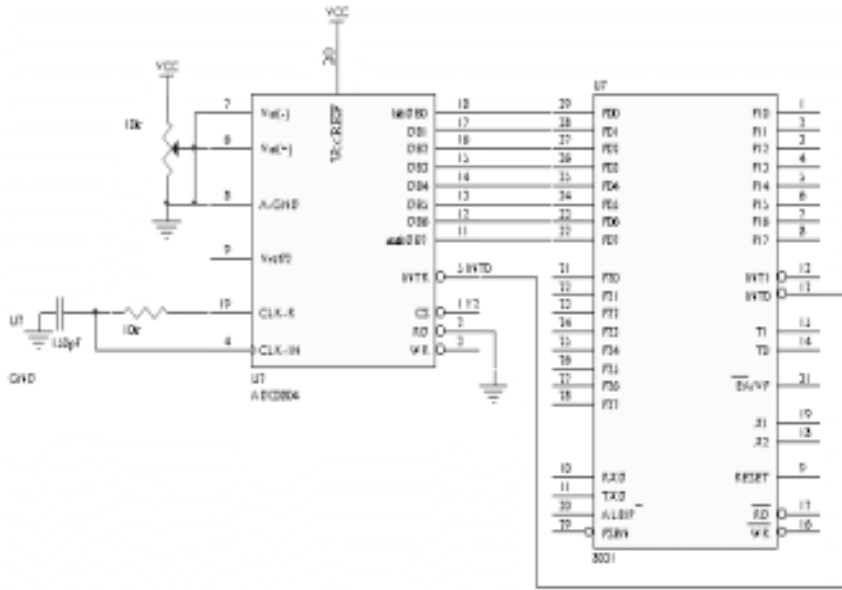 VCC
VCC
20
U?
7
Vin(-)
10k
6
Vin(+)
8
A-GND
9
Vref/2
19
CLK-R
10k
4
CLK-IN
U?
150pF
GND
U?
ADC0804
18
DB1
17
DB2
16
DB3
15
DB4
14
DB5
13
DB6
12
11
INTR
5 INT0
CS
1 Y2
RD
2
WR
3
39
P00
38
P01
37
P02
36
P03
35
P04
34
P05
33
P06
32
P07
21
P20
22
P21
23
P22
24
P23
25
P24
26
P25
27
P26
28
P27
10
RXD
11
TXD
30
29
PSEN
P10
1
P11
2
P12
3
P13
4
P14
5
P15
6
P16
7
P17
8
INT1
13
INT0
12
T1
15
T0
14
EA/VP
31
X1
19
X2
18
RESET
9
RD
17
WR
16
8031